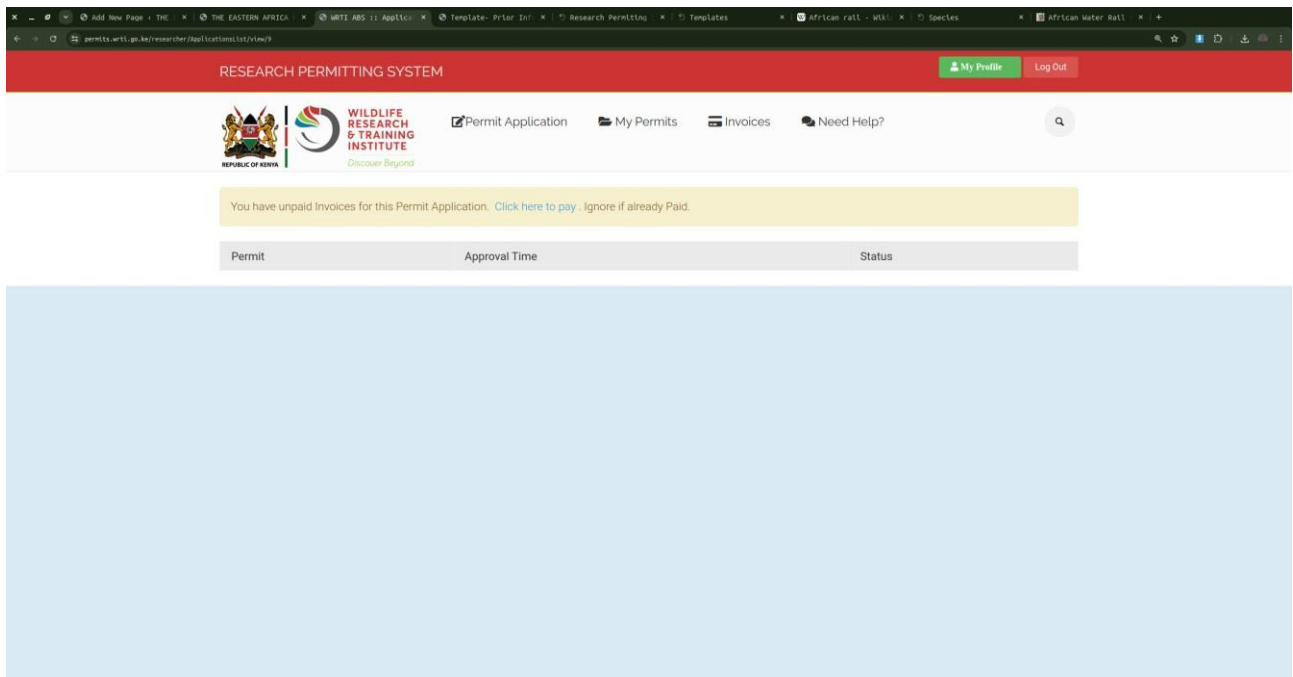 Add New Page ‹ THE
THE EASTERN AFRICA
WRTI ABS :: Applica
Template- Prior Inf
Research Permitting
Templates
African rail - Wiki
Species
African Water Rail
permits.wrti.go.ke/researcher/ApplicationsList/view/9
RESEARCH PERMITTING SYSTEM
My Profile
Log Out
REPUBLIC OF KENYA
WILDLIFE
RESEARCH
& TRAINING
INSTITUTE
Discover Beyond
Permit Application
My Permits
Invoices
Need Help?
You have unpaid Invoices for this Permit Application. Click here to pay . Ignore if already Paid.
Permit
Approval Time
Status